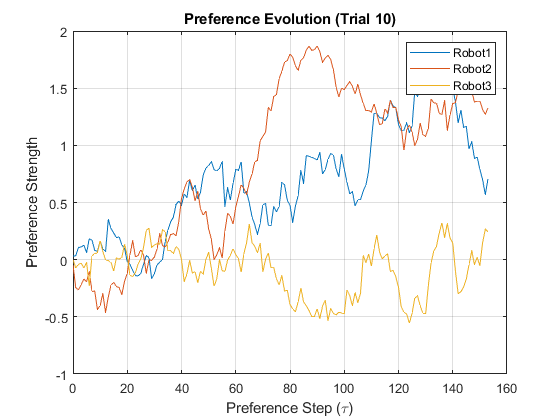 Preference Evolution (Trial 10)
Preference Strength
2
1.5
1
0.5
0
-0.5
-1
Robot1
Robot2
Robot3
0 20 40 60 80 100 120 140 160
Preference Step (τ)